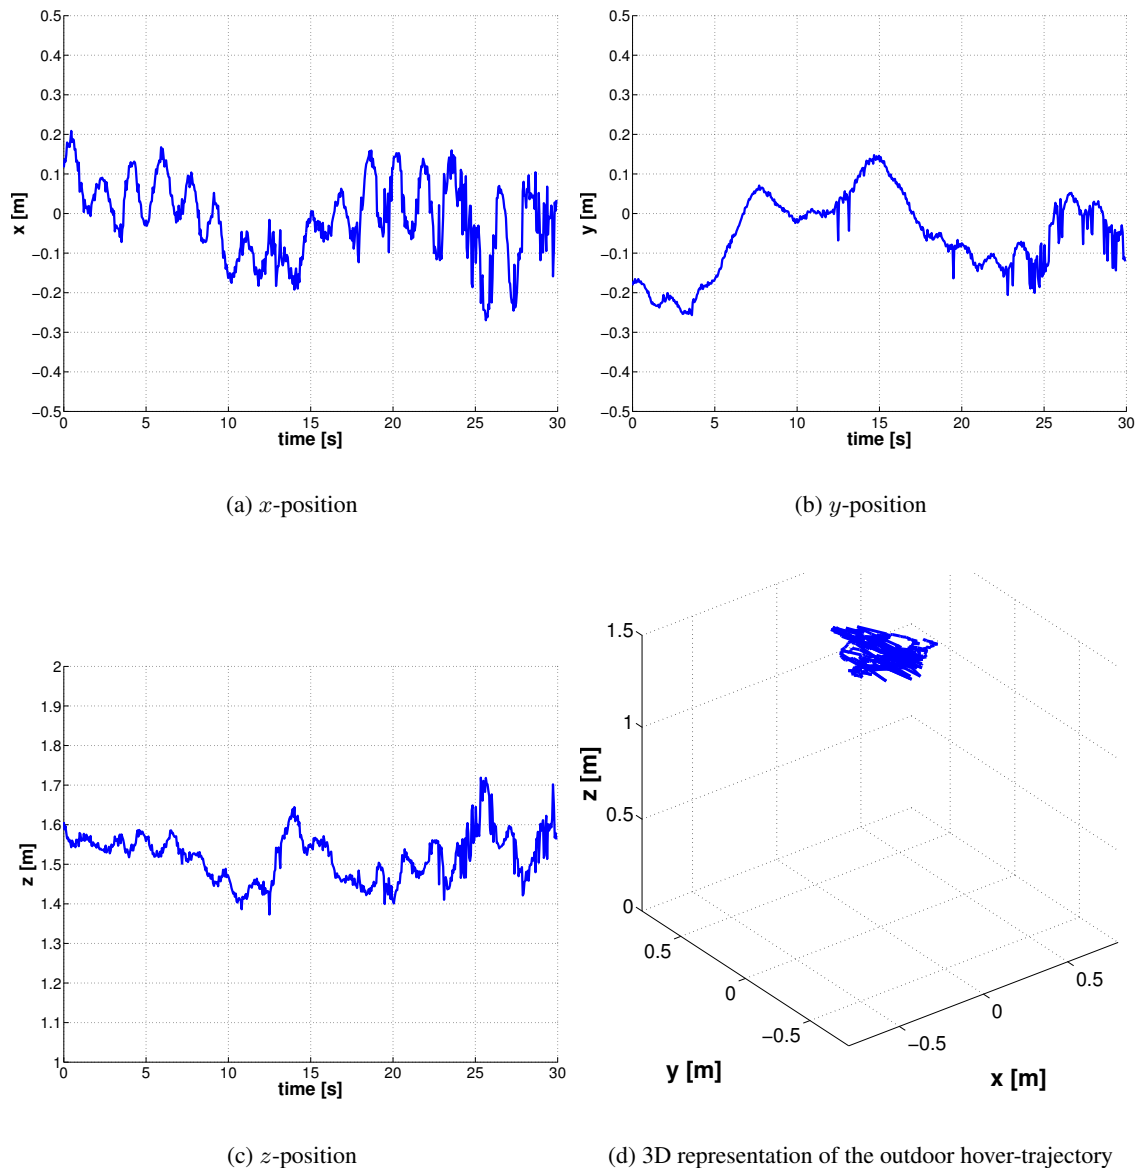 0.5
0.4
0.3
0.2
0.1
0
−0.1
−0.2
−0.3
−0.4
−0.5
x [m]
0 5 10 15 20 25 30
time [s]
(a) x-position
0.5
0.4
0.3
0.2
0.1
0
−0.1
−0.2
−0.3
−0.4
−0.5
y [m]
0 5 10 15 20 25 30
time [s]
(b) y-position
2
1.9
1.8
1.7
1.6
1.5
1.4
1.3
1.2
1.1
1
z [m]
0 5 10 15 20 25 30
time [s]
(c) z-position
1.5
1
0.5
0
z [m]
0.5
0
−0.5
y [m]
−0.5
0
0.5
x [m]
(d) 3D representation of the outdoor hover-trajectory